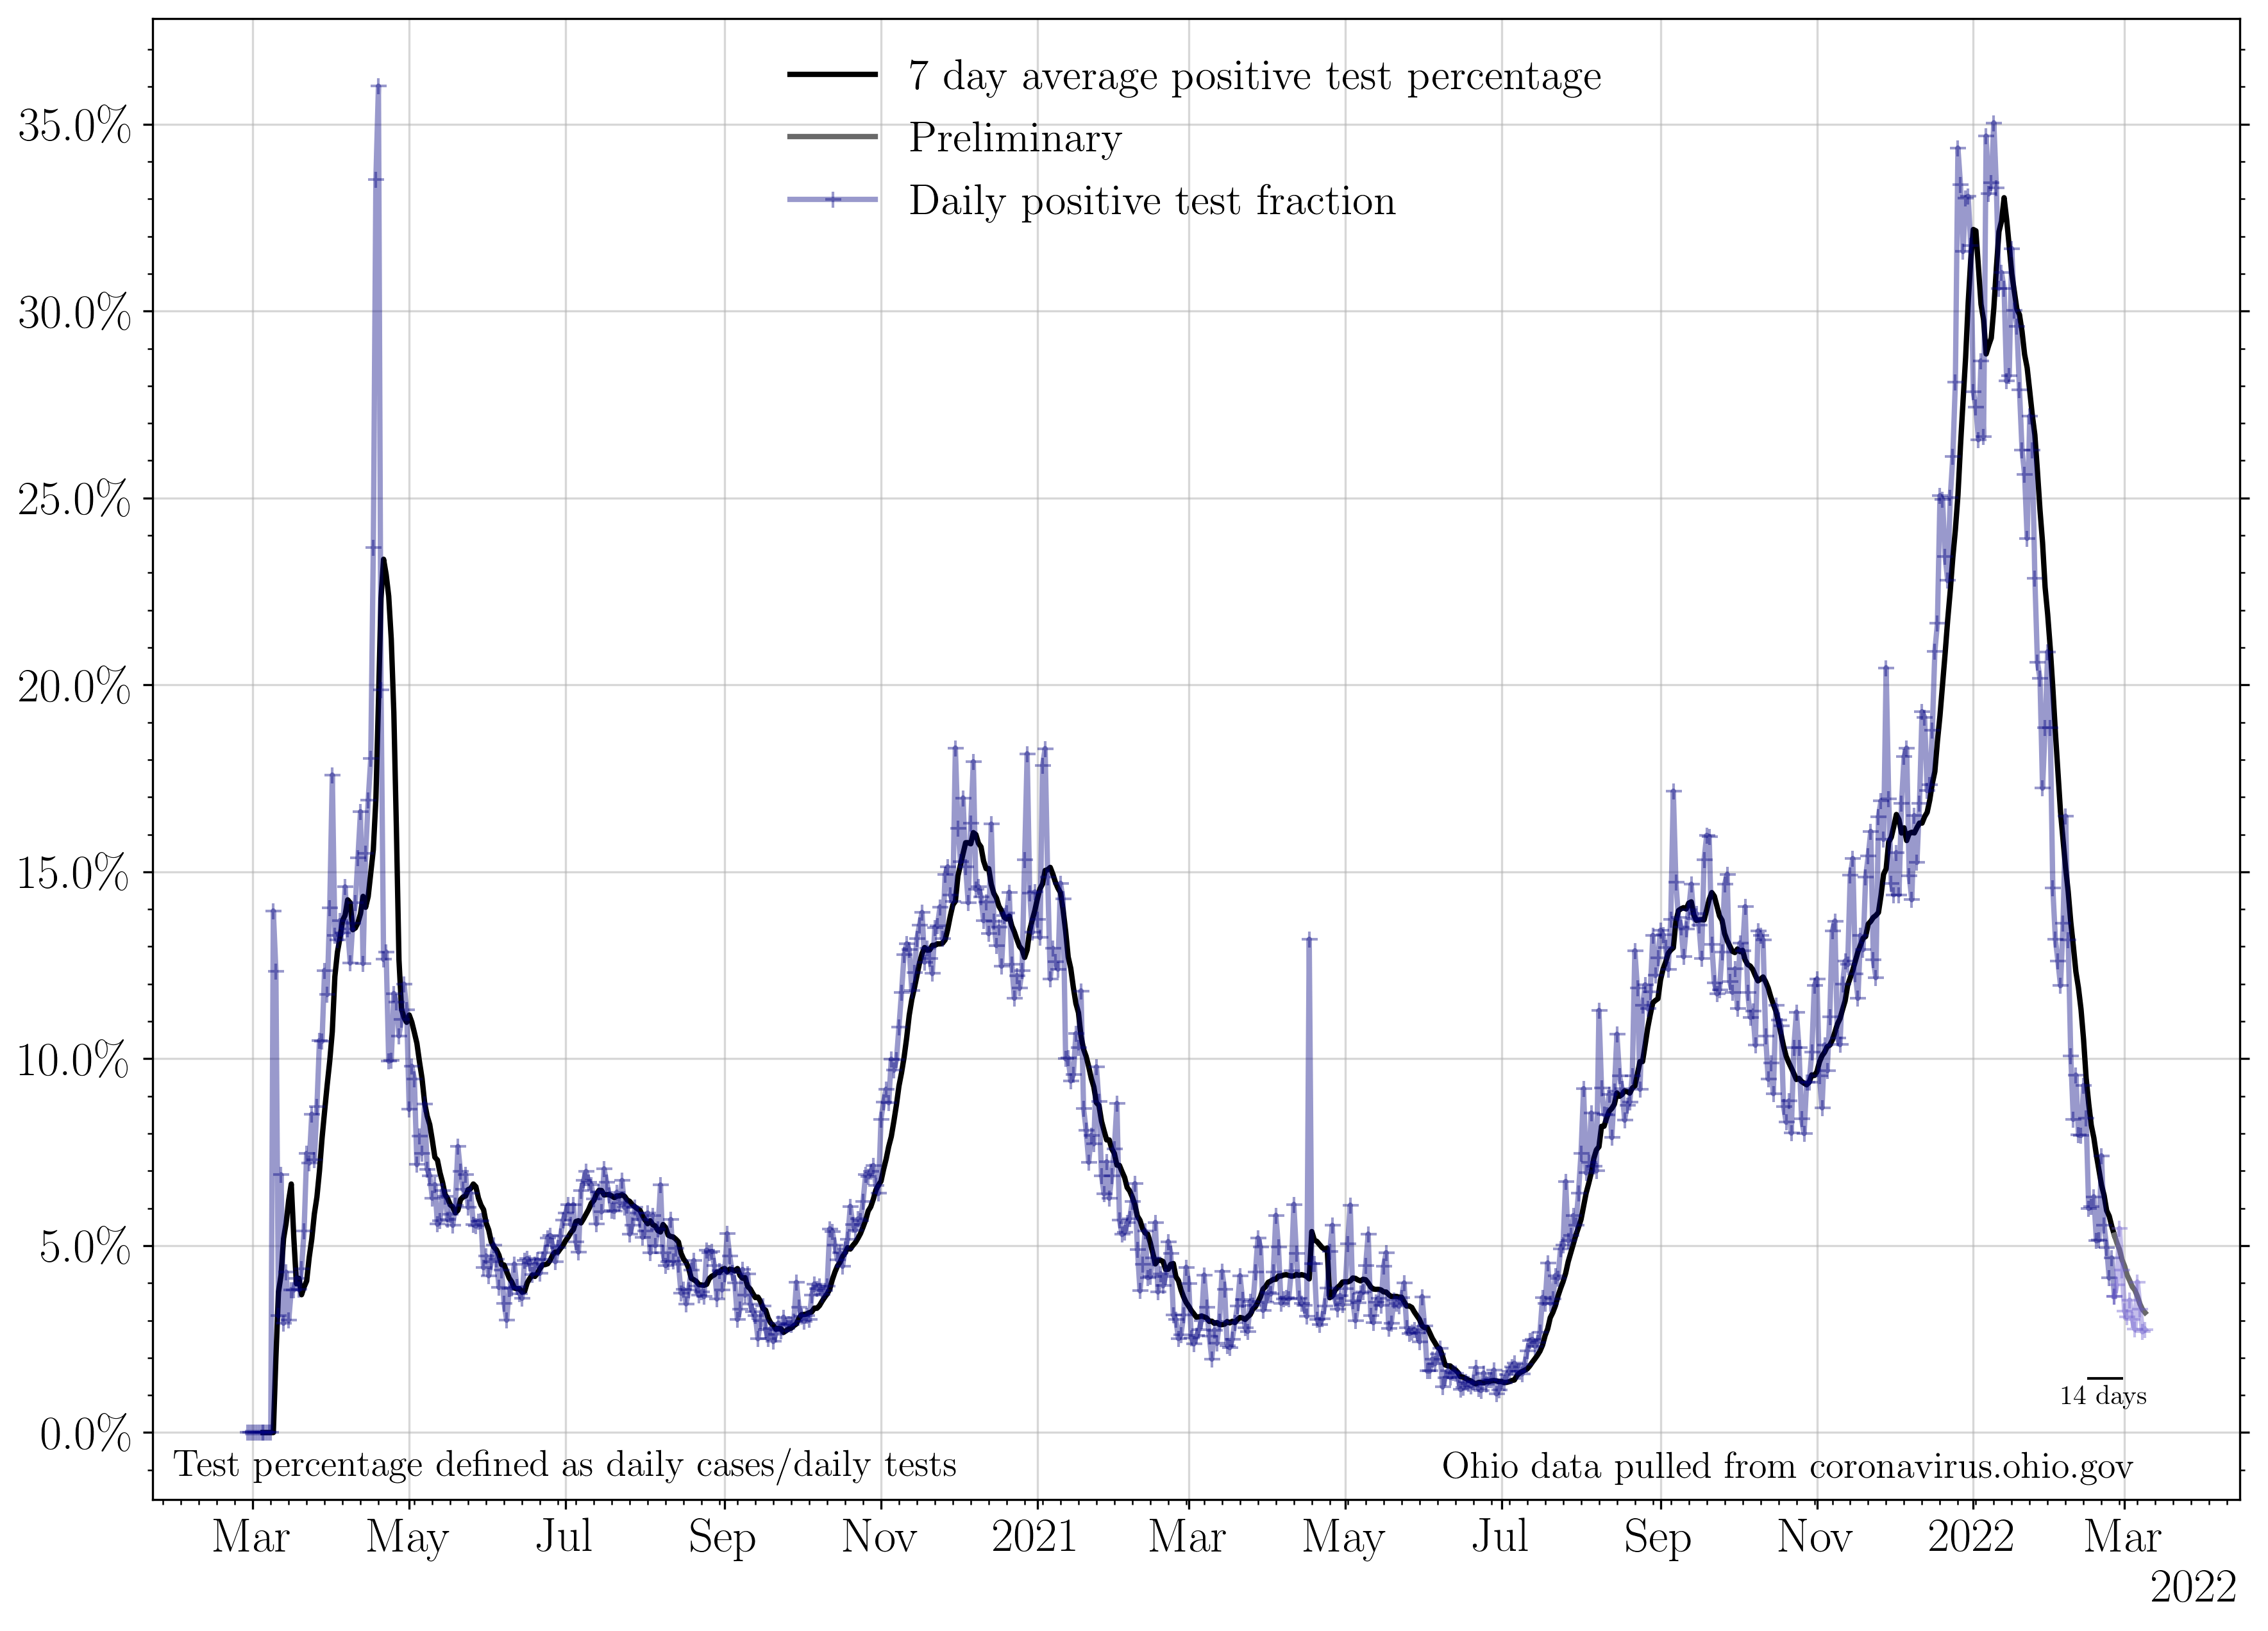 7 day average positive test percentage
Preliminary
Daily positive test fraction
35.0%
30.0%
25.0%
20.0%
15.0%
10.0%
5.0%
0.0%
14 days
Test percentage defined as daily cases/daily tests
Ohio data pulled from coronavirus.ohio.gov
Mar May Jul Sep Nov 2021 Mar May Jul Sep Nov 2022 Mar
2022